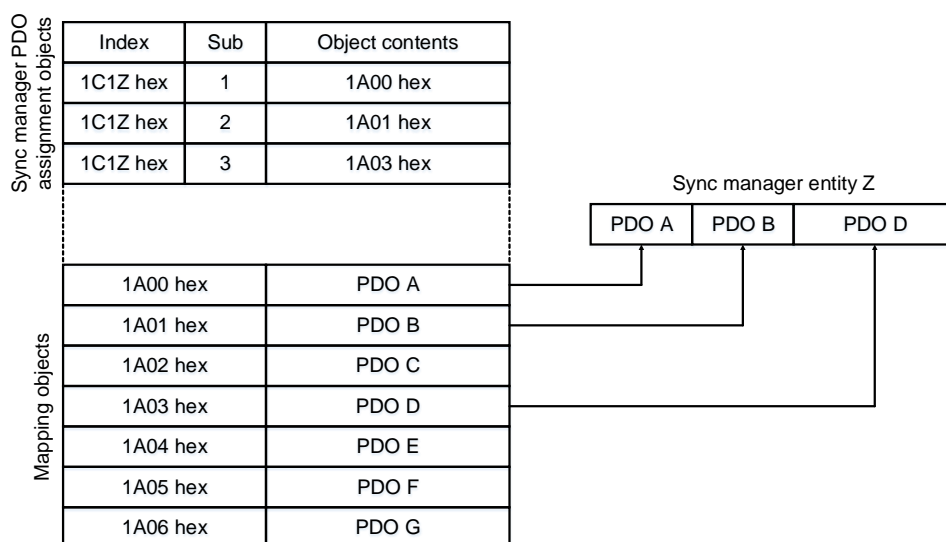 Sync manager PDO
assignment objects
Index Sub Object contents
1C1Z hex 1 1A00 hex
1C1Z hex 2 1A01 hex
1C1Z hex 3 1A03 hex
Sync manager entity Z
PDO A PDO B PDO D
Mapping objects
1A00 hex PDO A
1A01 hex PDO B
1A02 hex PDO C
1A03 hex PDO D
1A04 hex PDO E
1A05 hex PDO F
1A06 hex PDO G